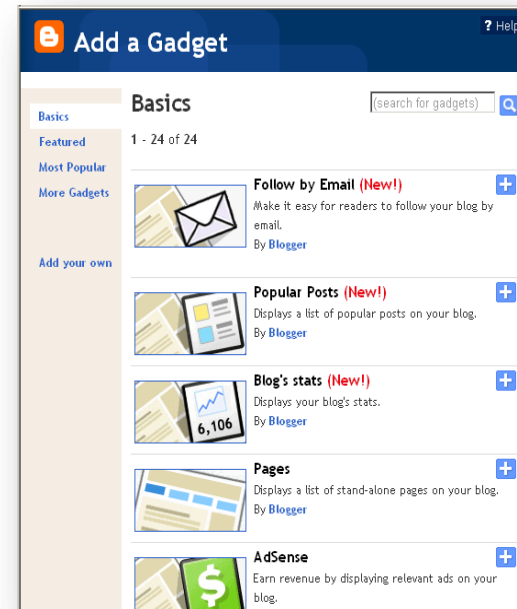 Add a Gadget
? Help
Basics
Featured
Most Popular
More Gadgets
Add your own
Basics
(search for gadgets)
1 - 24 of 24
Follow by Email (New!)
Make it easy for readers to follow your blog by
email.
By Blogger
Popular Posts (New!)
Displays a list of popular posts on your blog.
By Blogger
6,106
Blog's stats (New!)
Displays your blog's stats.
By Blogger
Pages
Displays a list of stand-alone pages on your blog.
By Blogger
$
AdSense
Earn revenue by displaying relevant ads on your
blog.